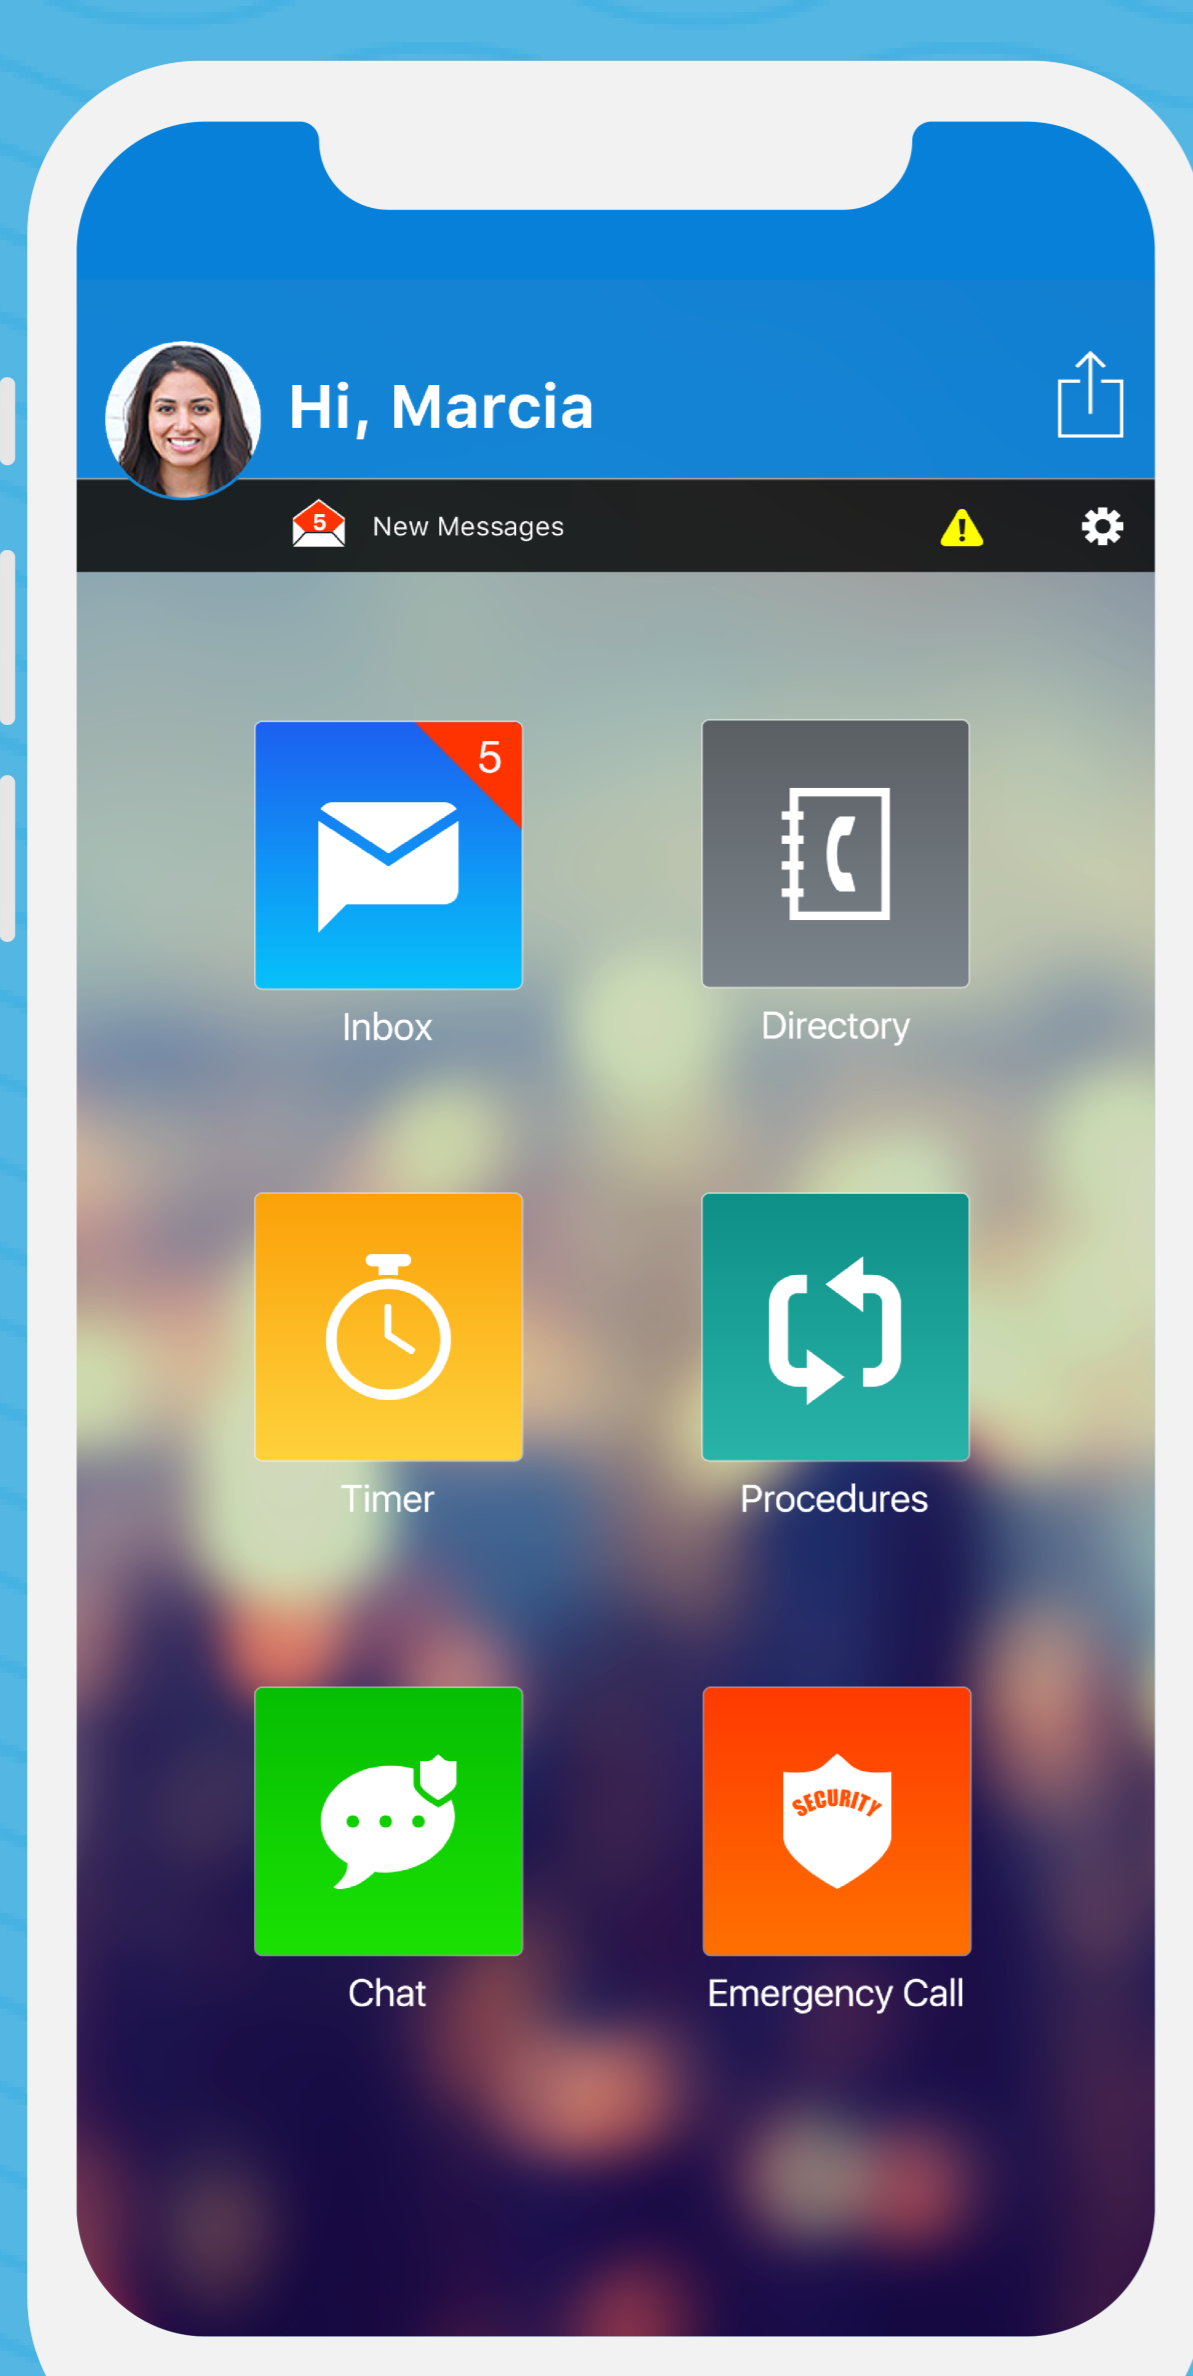 Hi, Marcia
5 New Messages
5
Inbox
Directory
Timer
Procedures
SECURITY
Chat
Emergency Call